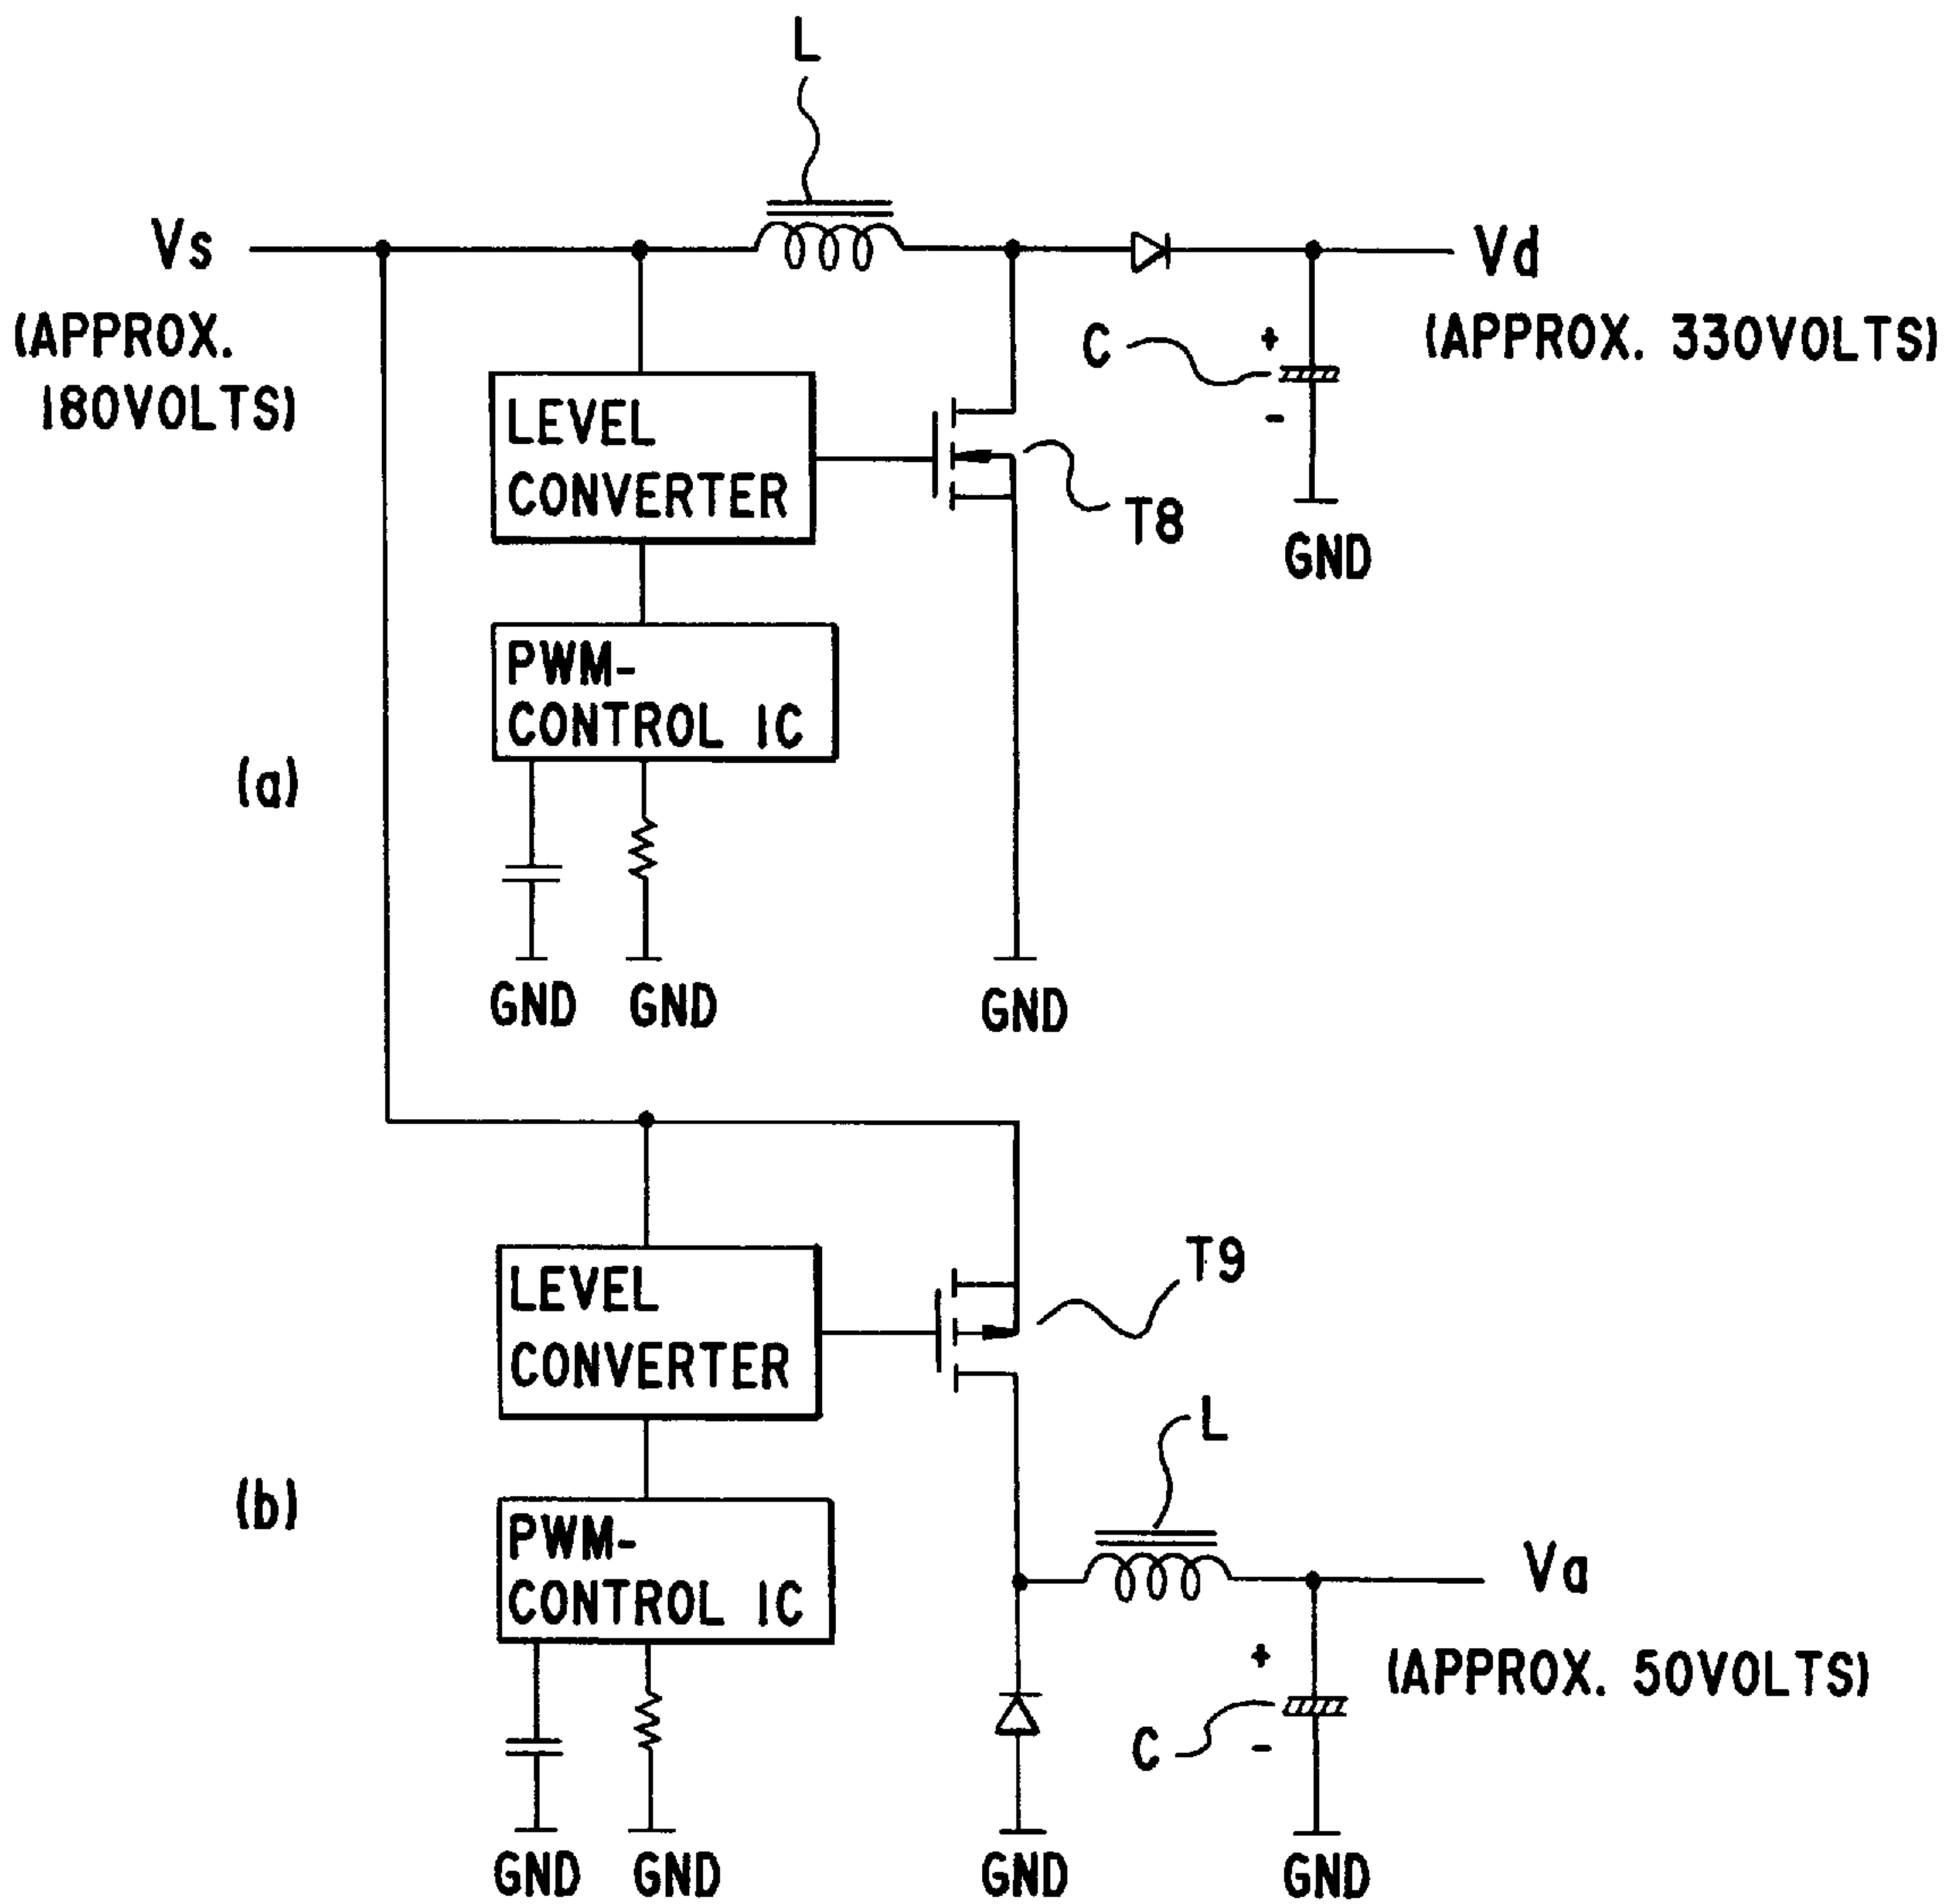 L
Vs
Vd
(APPROX.
180VOLTS)
(APPROX. 330VOLTS)
C
+
-
LEVEL
CONVERTER
T8
GND
PWM-
CONTROL IC
(a)
GND
GND
GND
LEVEL
CONVERTER
T9
L
(b)
PWM-
CONTROL IC
Va
(APPROX. 50VOLTS)
+
C
-
GND
GND
GND
GND